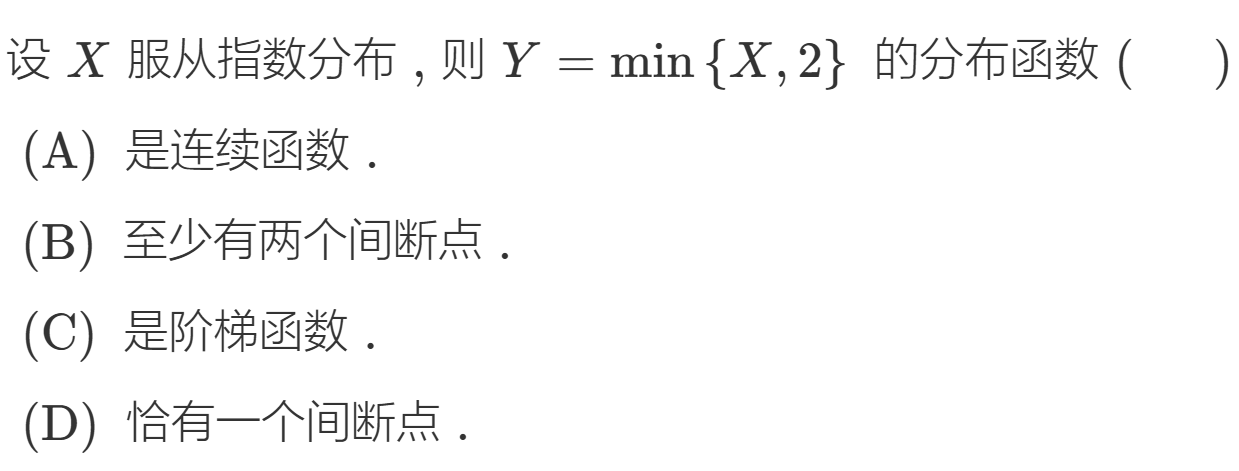 设 X 服从指数分布 , 则 Y = min {X, 2} 的分布函数 (    )
(A) 是连续函数 .
(B) 至少有两个间断点 .
(C) 是阶梯函数 .
(D) 恰有一个间断点 .